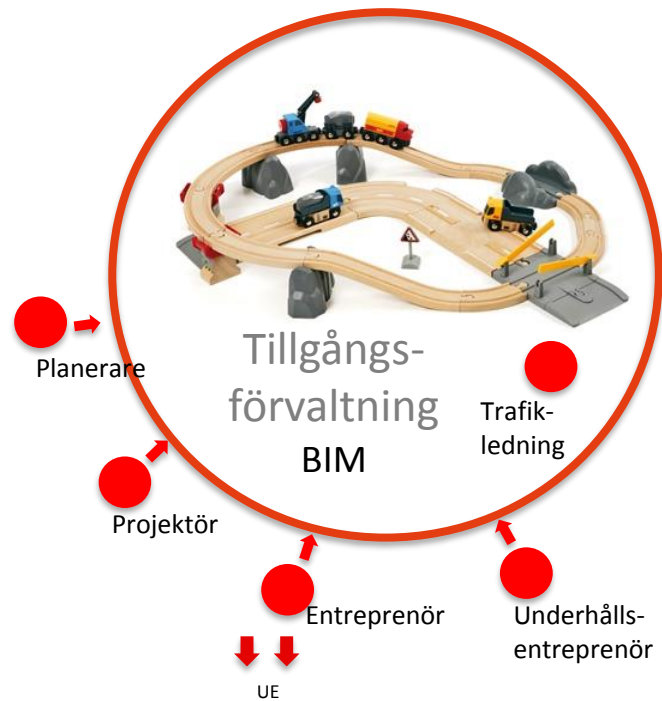 Tillgångs-
förvaltning
BIM
Trafik-
ledning
Planerare
Projektör
Entreprenör
Underhålls-
entreprenör
UE